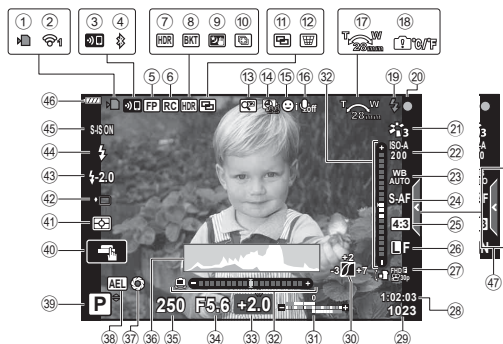 ① ② ③ ④ ⑦ ⑧ ⑨ ⑩ ⑪ ⑫ ⑰ ⑱
HDR BKT
T W
28mm
°C/°F
⑤ ⑥ ⑬ ⑭ ⑮ ⑯ ㉜ ⑲ ⑳
FP RC HDR
i off
T W
28mm
㊻
㊺ S-IS ON
㊹
㊸ -2.0
㊷
㊶
㊵
㊴ P
AEL
㊳ ㊲ ㊱ ㉟ ㉞ ㉝ ㉜ ㉛ ㉚ ㉙
250 F5.6 +2.0
0
+2
-3 +7
3 ㉑
ISO-A
200 ㉒
WB
AUTO ㉓
S-AF ㉔
4:3 ㉕
L F ㉖
FHD F
30p ㉗
1:02:03 ㉘
1023
㊼